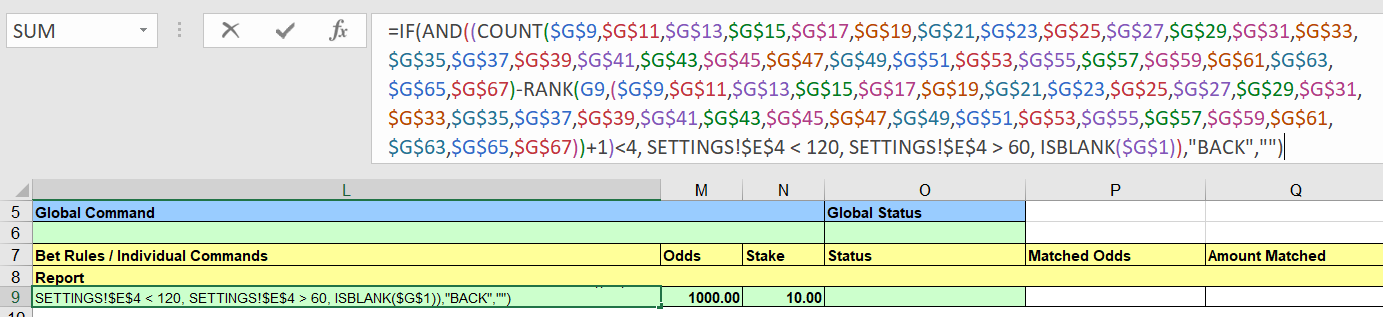 SUM
fx
=IF(AND((COUNT($G$9,$G$11,$G$13,$G$15,$G$17,$G$19,$G$21,$G$23,$G$25,$G$27,$G$29,$G$31,$G$33,
$G$35,$G$37,$G$39,$G$41,$G$43,$G$45,$G$47,$G$49,$G$51,$G$53,$G$55,$G$57,$G$59,$G$61,$G$63,
$G$65,$G$67)-RANK(G9,($G$9,$G$11,$G$13,$G$15,$G$17,$G$19,$G$21,$G$23,$G$25,$G$27,$G$29,$G$31,
$G$33,$G$35,$G$37,$G$39,$G$41,$G$43,$G$45,$G$47,$G$49,$G$51,$G$53,$G$55,$G$57,$G$59,$G$61,
$G$63,$G$65,$G$67))+1)<4, SETTINGS!$E$4 < 120, SETTINGS!$E$4 > 60, ISBLANK($G$1)),"BACK","")
L M N O P Q
5 Global Command Global Status
6
7 Bet Rules / Individual Commands Odds Stake Status Matched Odds Amount Matched
8 Report
9 SETTINGS!$E$4 < 120, SETTINGS!$E$4 > 60, ISBLANK($G$1)),"BACK","") 1000.00 10.00